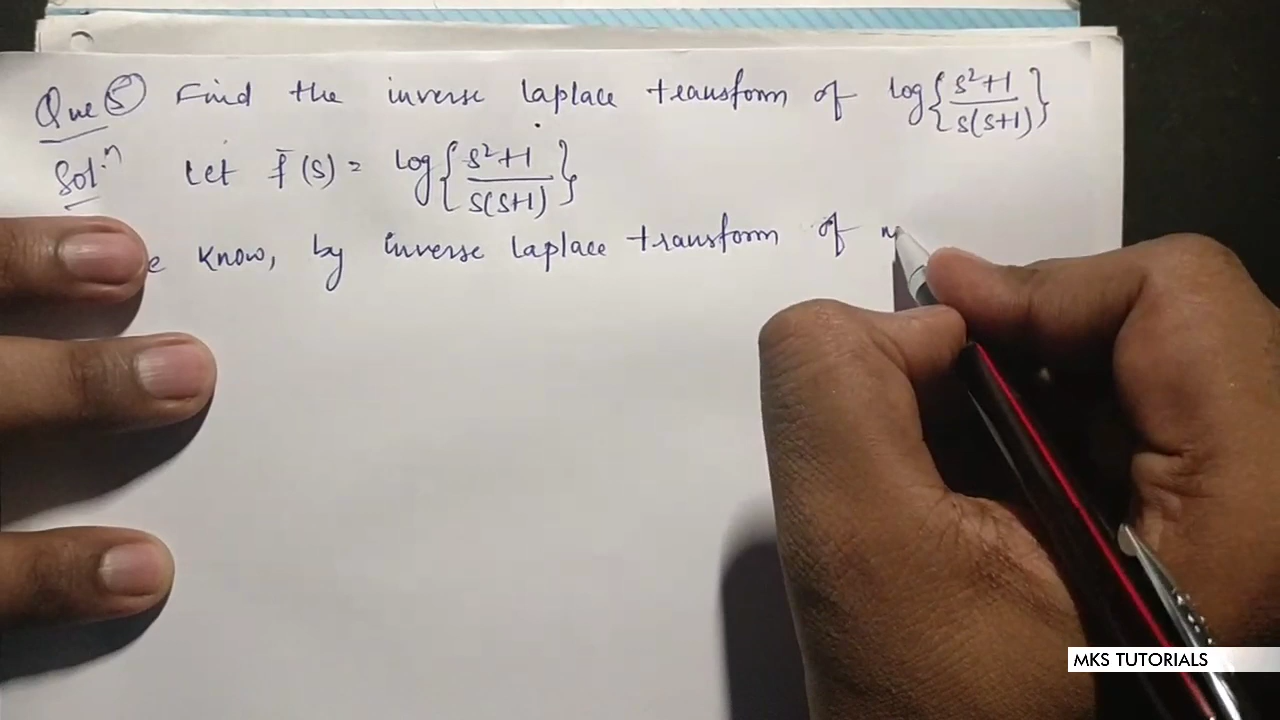 Que 5 Find the inverse Laplace transform of log{s²+1/s(s+1)}
Solⁿ. Let f̄(s) = log{s²+1/s(s+1)}
e know, by inverse Laplace transform of
MKS TUTORIALS